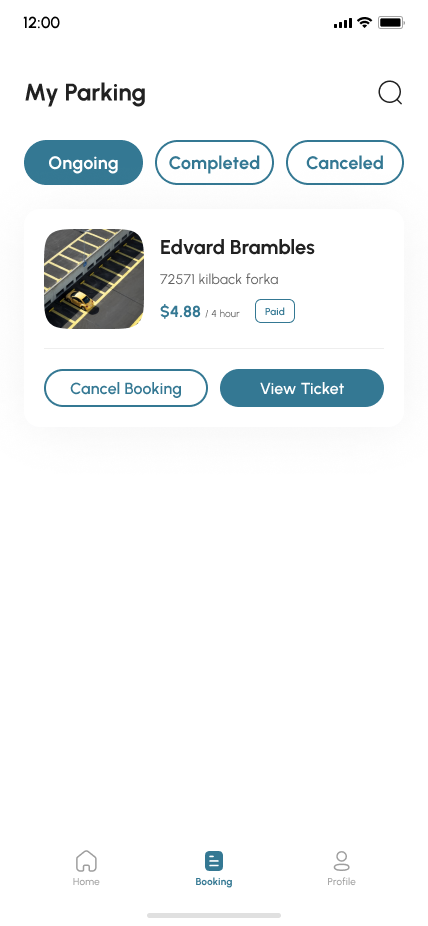 12:00
My Parking
Ongoing Completed Canceled
Edvard Brambles
72571 kilback forka
$4.88 / 4 hour Paid
Cancel Booking View Ticket
Home Booking Profile